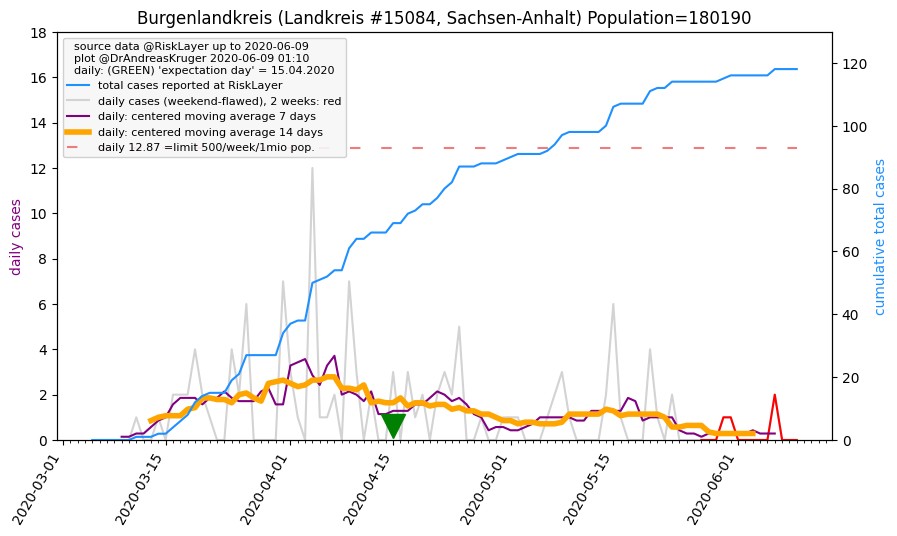 Burgenlandkreis (Landkreis #15084, Sachsen-Anhalt) Population=180190
source data @RiskLayer up to 2020-06-09
plot @DrAndreasKruger 2020-06-09 01:10
daily: (GREEN) 'expectation day' = 15.04.2020
total cases reported at RiskLayer
daily cases (weekend-flawed), 2 weeks: red
daily: centered moving average 7 days
daily: centered moving average 14 days
daily 12.87 =limit 500/week/1mio pop.
daily cases
18
16
14
12
10
8
6
4
2
0
cumulative total cases
120
100
80
60
40
20
0
2020-03-01
2020-03-15
2020-04-01
2020-04-15
2020-05-01
2020-05-15
2020-06-01